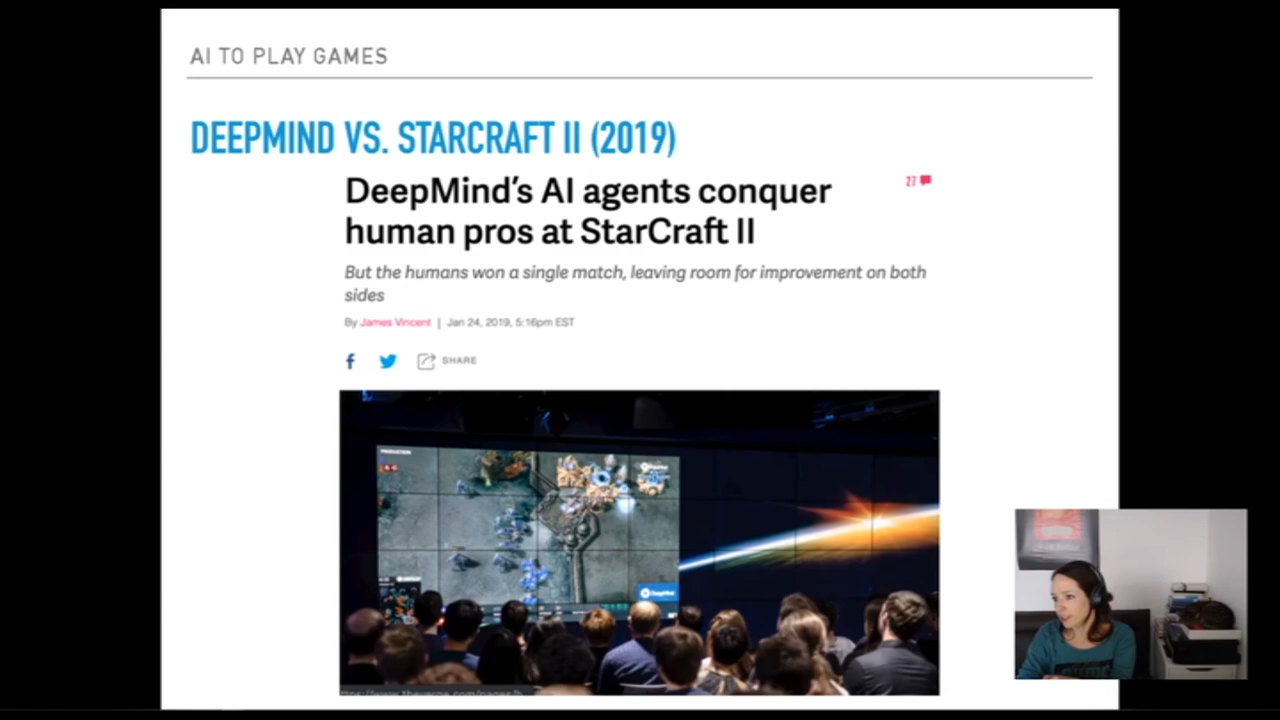 AI TO PLAY GAMES
DEEPMIND VS. STARCRAFT II (2019)
DeepMind's AI agents conquer
27
human pros at StarCraft II
But the humans won a single match, leaving room for improvement on both
sides
By James Vincent | Jan 24, 2019, 5:16pm EST
SHARE
PRODUCTION
DeepMind